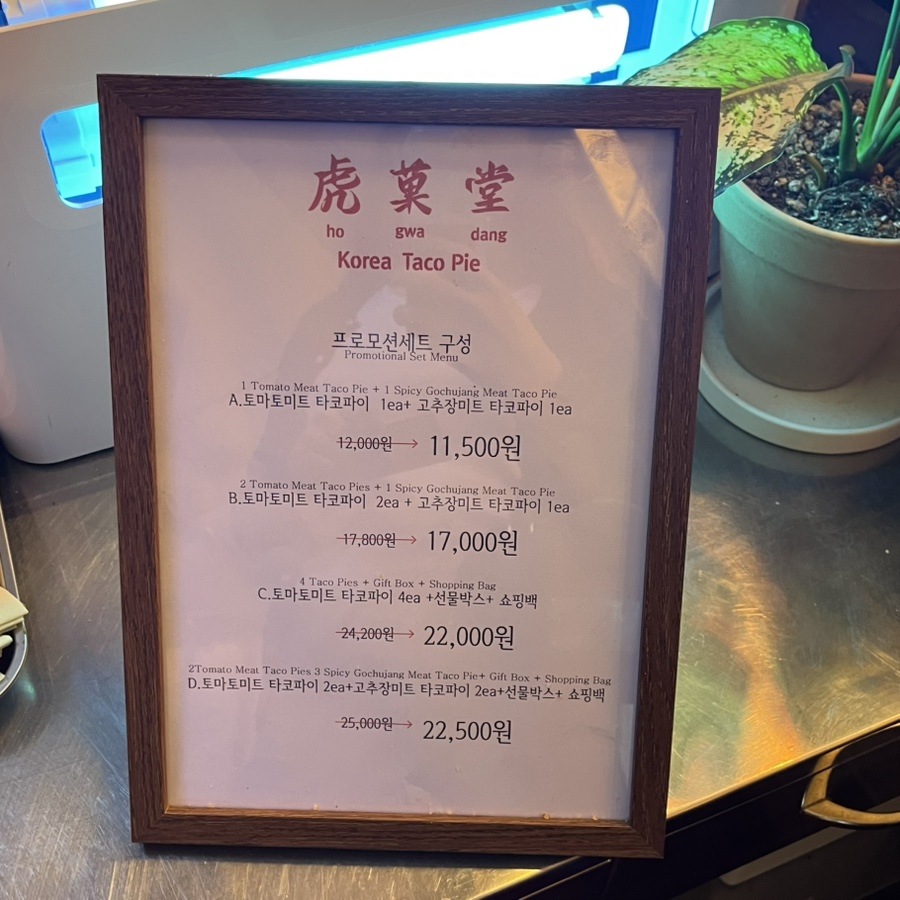 虎菓堂
ho gwa dang
Korea Taco Pie
프로모션세트 구성
Promotional Set Menu
1 Tomato Meat Taco Pie + 1 Spicy Gochujang Meat Taco Pie
A.토마토미트 타코파이 1ea+ 고추장미트 타코파이 1ea
12,000원→ 11,500원
2 Tomato Meat Taco Pies + 1 Spicy Gochujang Meat Taco Pie
B.토마토미트 타코파이 2ea + 고추장미트 타코파이 1ea
17,800원→ 17,000원
4 Taco Pies + Gift Box + Shopping Bag
C.토마토미트 타코파이 4ea +선물박스+ 쇼핑백
24,200원→ 22,000원
2Tomato Meat Taco Pies 3 Spicy Gochujang Meat Taco Pie+ Gift Box + Shopping Bag
D.토마토미트 타코파이 2ea+고추장미트 타코파이 2ea+선물박스+ 쇼핑백
25,000원→ 22,500원